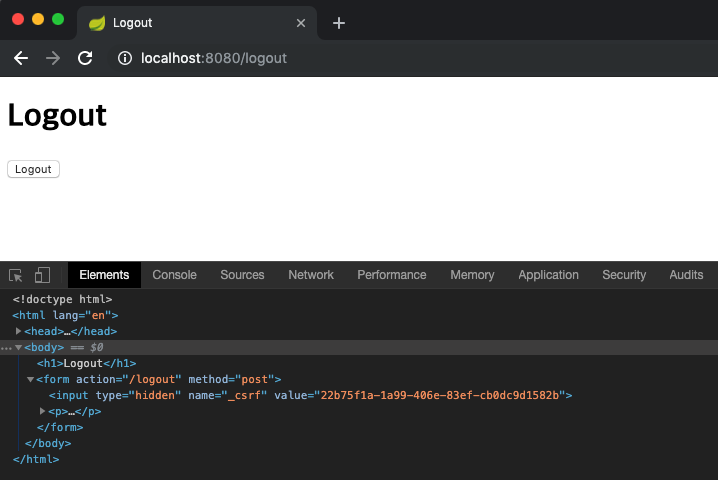 Logout
localhost:8080/logout
Logout
Logout
Elements Console Sources Network Performance Memory Application Security Audits
<!doctype html>
<html lang="en">
<head>…</head>
<body> == $0
<h1>Logout</h1>
<form action="/logout" method="post">
<input type="hidden" name="_csrf" value="22b75f1a-1a99-406e-83ef-cb0dc9d1582b">
<p>…</p>
</form>
</body>
</html>